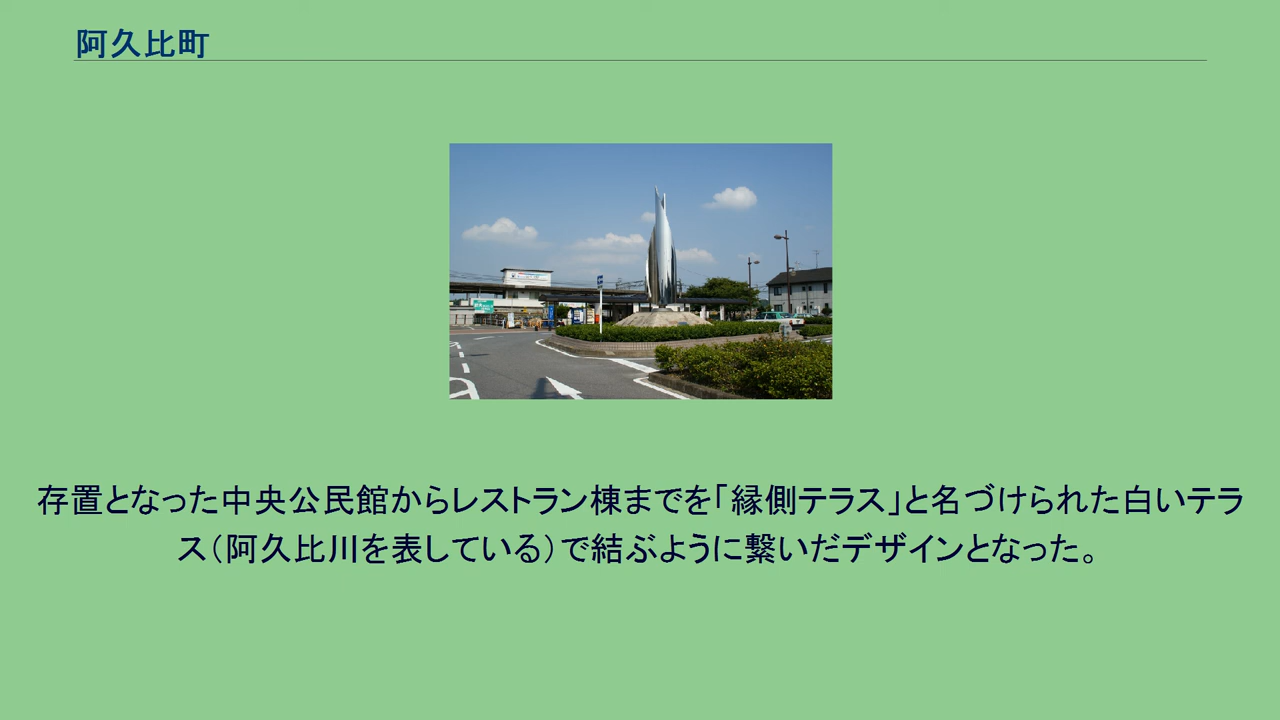 阿久比町
存置となった中央公民館からレストラン棟までを「縁側テラス」と名づけられた白いテラ
ス（阿久比川を表している）で結ぶように繋いだデザインとなった。